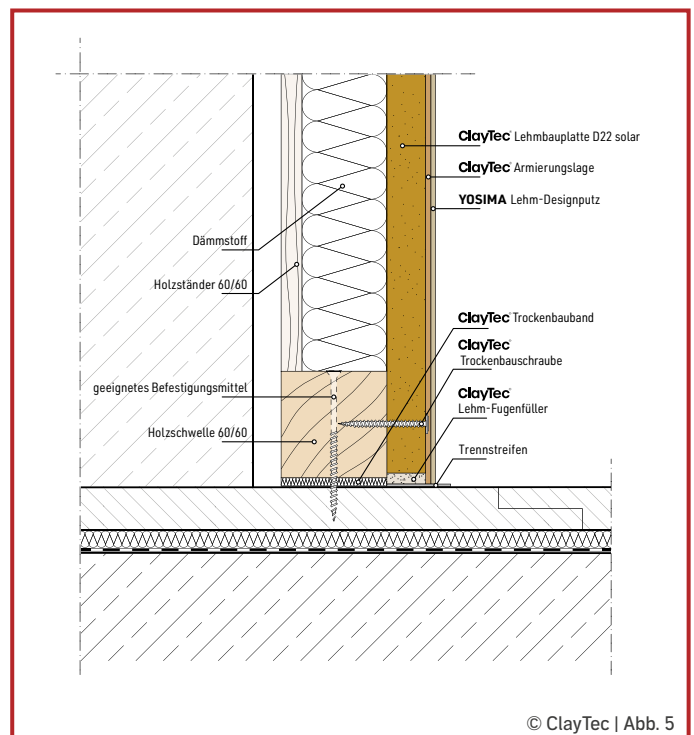 ClayTec Lehmbauplatte D22 solar
ClayTec Armierungslage
YOSIMA Lehm-Designputz
Dämmstoff
Holzständer 60/60
ClayTec Trockenbauband
ClayTec
Trockenbauschraube
geeignetes Befestigungsmittel
ClayTec
Lehm-Fugenfüller
Holzschwelle 60/60
Trennstreifen
© ClayTec | Abb. 5